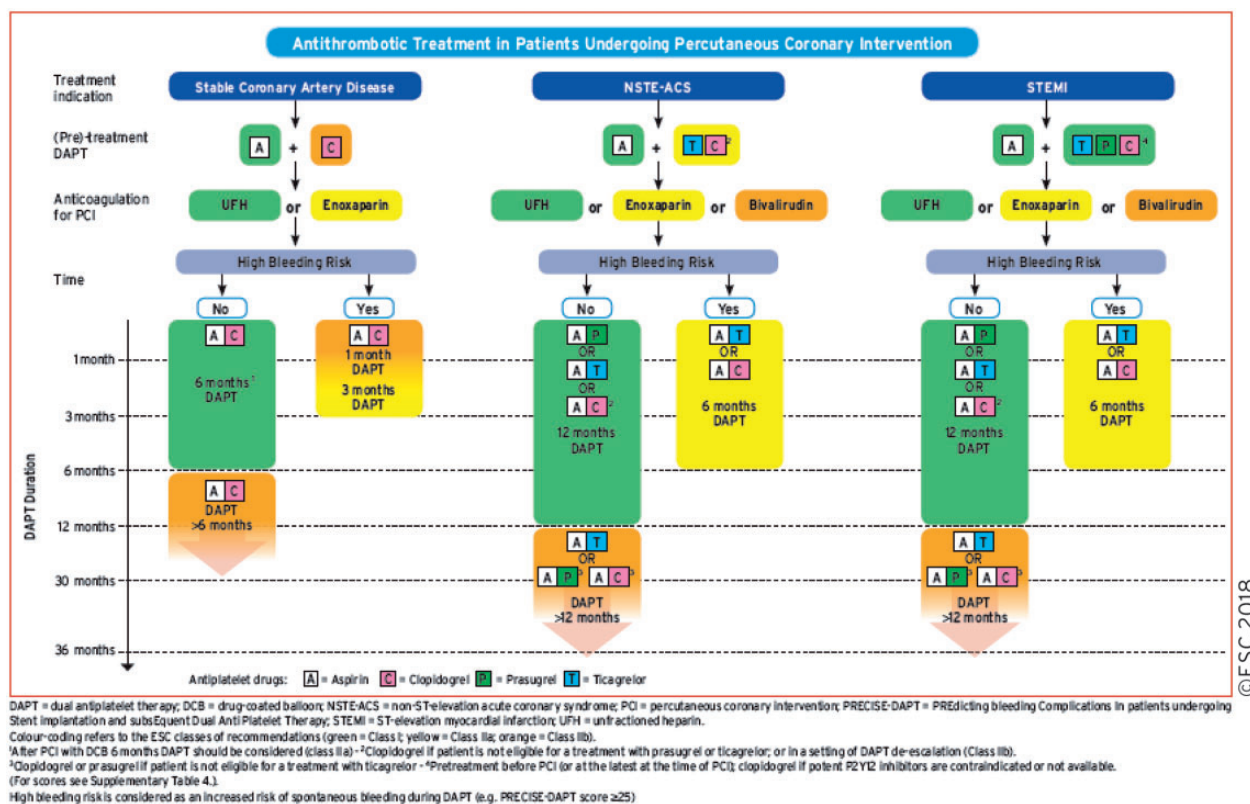 Antithrombotic Treatment in Patients Undergoing Percutaneous Coronary Intervention
Treatment indication
Stable Coronary Artery Disease
NSTE-ACS
STEMI
(Pre)-treatment DAPT
A + C
A + T C ²
A + T P C ⁴
Anticoagulation for PCI
UFH or Enoxaparin
UFH or Enoxaparin or Bivalirudin
UFH or Enoxaparin or Bivalirudin
High Bleeding Risk
High Bleeding Risk
High Bleeding Risk
Time
No
Yes
No
Yes
No
Yes
DAPT Duration
1 month
3 months
6 months
12 months
30 months
36 months
A C
6 months¹
DAPT
A C
DAPT
>6 months
A C
1 month
DAPT
3 months
DAPT
A P
OR
A T
OR
A C ²
12 months
DAPT
A T
OR
A P ³ A C ³
DAPT
>12 months
A T
OR
A C
6 months
DAPT
A P
OR
A T
OR
A C ²
12 months
DAPT
A T
OR
A P ³ A C ³
DAPT
>12 months
A T
OR
A C
6 months
DAPT
Antiplatelet drugs: A = Aspirin C = Clopidogrel P = Prasugrel T = Ticagrelor
©ESC 2018
DAPT = dual antiplatelet therapy; DCB = drug-coated balloon; NSTE-ACS = non-ST-elevation acute coronary syndrome; PCI = percutaneous coronary intervention; PRECISE-DAPT = PREdicting bleeding Complications In patients undergoing
Stent implantation and subsEquent Dual Anti Platelet Therapy; STEMI = ST-elevation myocardial infarction; UFH = unfractioned heparin.
Colour-coding refers to the ESC classes of recommendations (green = Class I; yellow = Class IIa; orange = Class IIb).
¹After PCI with DCB 6 months DAPT should be considered (class IIa) - ²Clopidogrel if patient is not eligible for a treatment with prasugrel or ticagrelor; or in a setting of DAPT de-escalation (Class IIb).
³Clopidogrel or prasugrel if patient is not eligible for a treatment with ticagrelor - ⁴Pretreatment before PCI (or at the latest at the time of PCI); clopidogrel if potent P2Y12 inhibitors are contraindicated or not available.
(For scores see Supplementary Table 4.).
High bleeding risk is considered as an increased risk of spontaneous bleeding during DAPT (e.g. PRECISE-DAPT score ≥25)